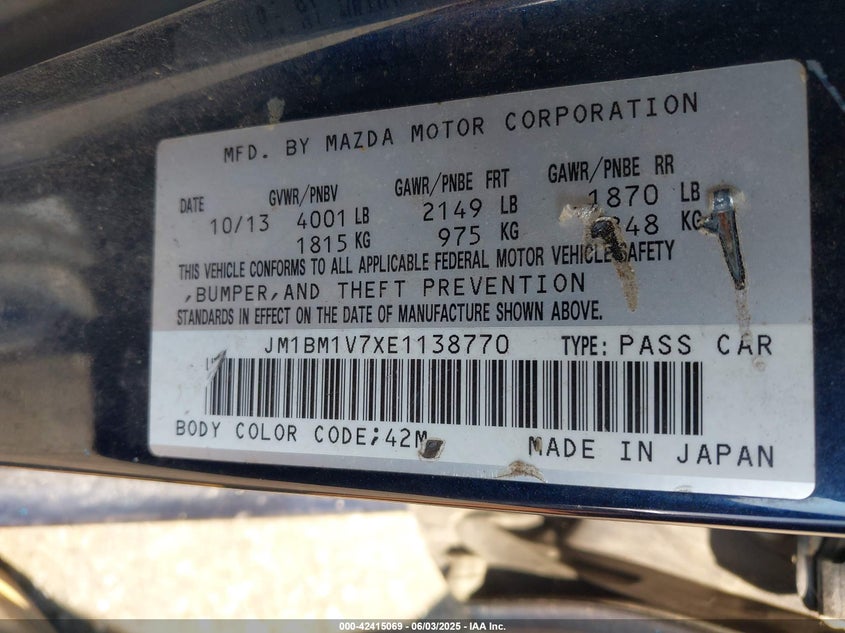 MFD. BY MAZDA MOTOR CORPORATION
DATE GVWR/PNBV GAWR/PNBE FRT GAWR/PNBE RR
10/13 4001 LB 2149 LB 1870 LB
1815 KG 975 KG 848 KG
THIS VEHICLE CONFORMS TO ALL APPLICABLE FEDERAL MOTOR VEHICLE SAFETY
,BUMPER,AND THEFT PREVENTION
STANDARDS IN EFFECT ON THE DATE OF MANUFACTURE SHOWN ABOVE.
JM1BM1V7XE1138770 TYPE: PASS CAR
BODY COLOR CODE;42M MADE IN JAPAN
000-42415069 - 06/03/2025 - IAA Inc.